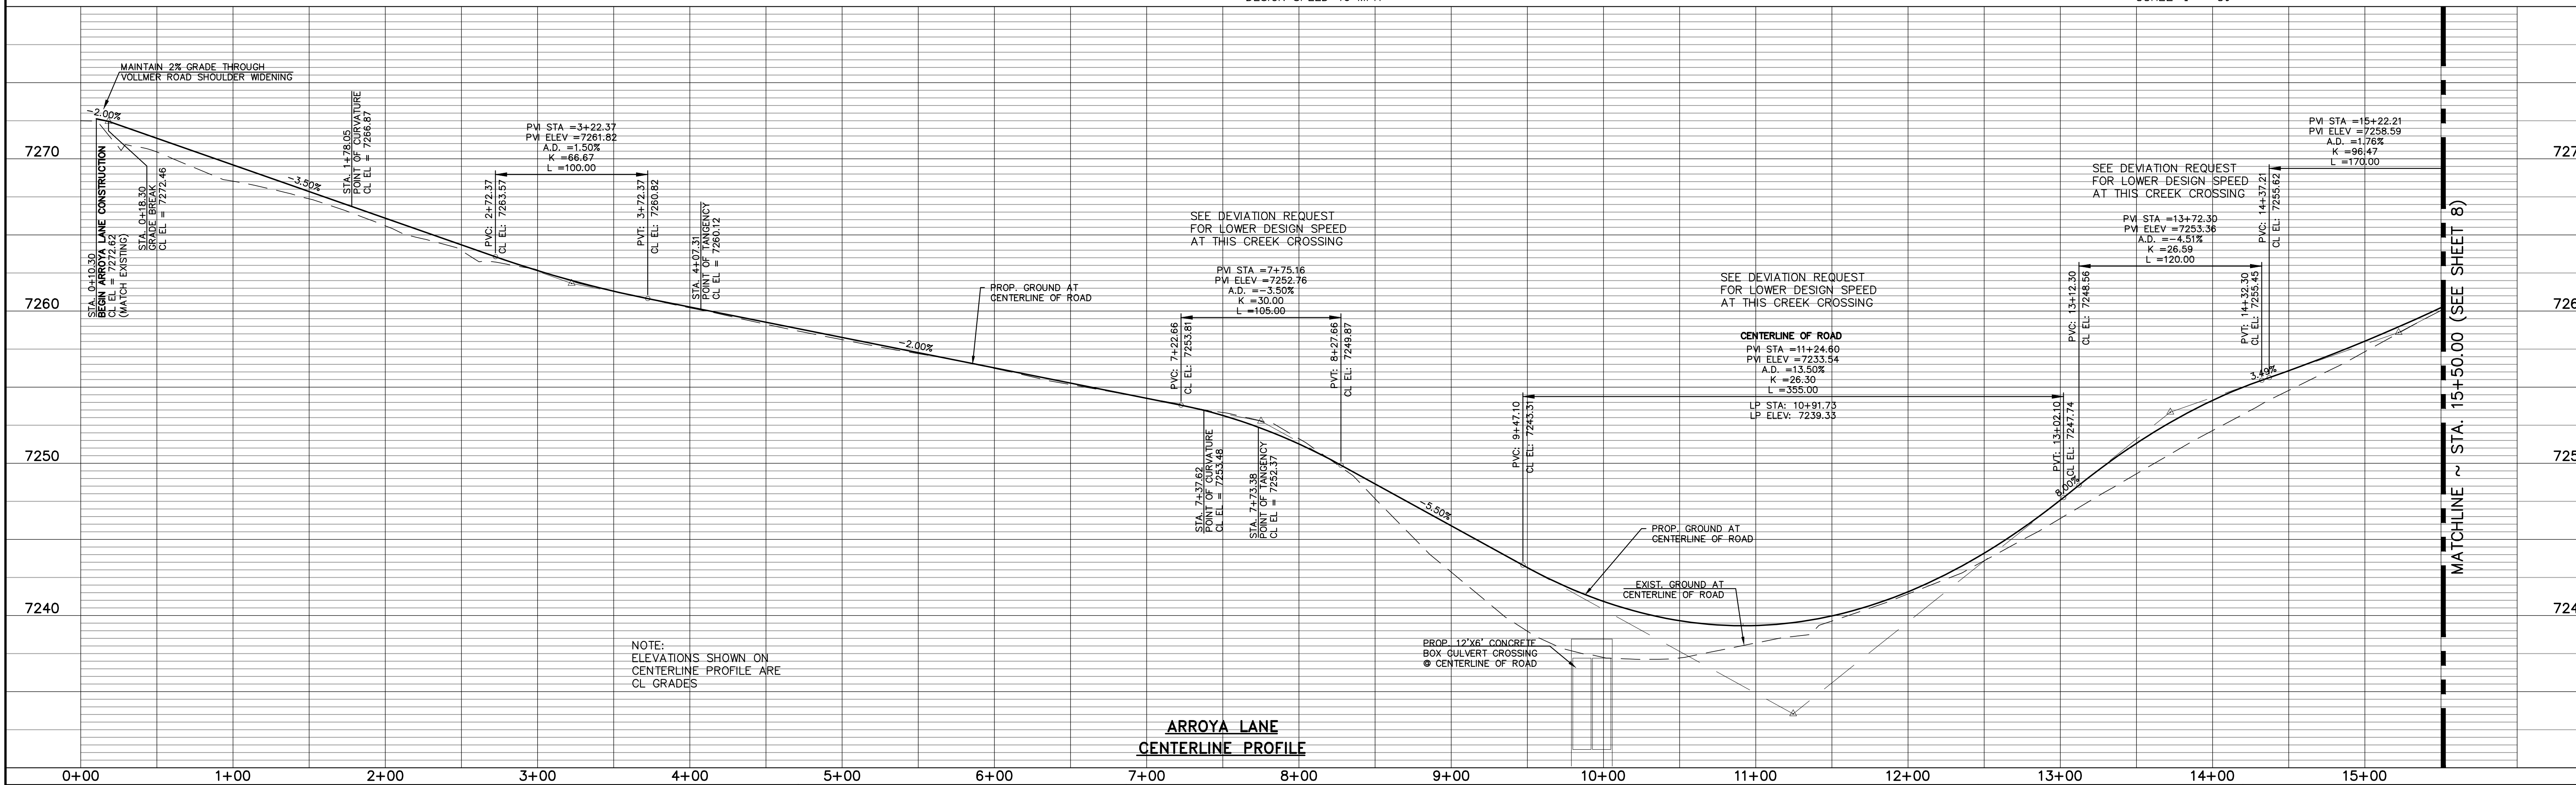 MAINTAIN 2% GRADE THROUGH
VOLLMER ROAD SHOULDER WIDENING
-2.00%
STA. 0+10.30
BEGIN ARROYA LANE CONSTRUCTION
CL EL = 7272.62
(MATCH EXISTING)
STA. 0+18.30
GRADE BREAK
CL EL = 7272.46
-3.50%
STA. 1+78.05
POINT OF CURVATURE
CL EL = 7266.87
PVI STA =3+22.37
PVI ELEV =7261.82
A.D. =1.50%
K =66.67
L =100.00
PVC: 2+72.37
CL EL: 7263.57
PVT: 3+72.37
CL EL: 7260.82
STA. 4+07.31
POINT OF TANGENCY
CL EL = 7260.12
-2.00%
PROP. GROUND AT
CENTERLINE OF ROAD
SEE DEVIATION REQUEST
FOR LOWER DESIGN SPEED
AT THIS CREEK CROSSING
PVI STA =7+75.16
PVI ELEV =7252.76
A.D. =-3.50%
K =30.00
L =105.00
PVC: 7+22.66
CL EL: 7253.81
PVT: 8+27.66
CL EL: 7249.87
STA. 7+37.62
POINT OF CURVATURE
CL EL = 7253.48
STA. 7+73.38
POINT OF TANGENCY
CL EL = 7252.37
-5.50%
SEE DEVIATION REQUEST
FOR LOWER DESIGN SPEED
AT THIS CREEK CROSSING
CENTERLINE OF ROAD
PVI STA =11+24.60
PVI ELEV =7233.54
A.D. =13.50%
K =26.30
L =355.00
LP STA: 10+91.73
LP ELEV: 7239.33
PVC: 9+47.10
CL EL: 7243.31
PVT: 13+02.10
CL EL: 7247.74
PROP. GROUND AT
CENTERLINE OF ROAD
EXIST. GROUND AT
CENTERLINE OF ROAD
PROP. 12'X6' CONCRETE
BOX CULVERT CROSSING
@ CENTERLINE OF ROAD
8.00%
SEE DEVIATION REQUEST
FOR LOWER DESIGN SPEED
AT THIS CREEK CROSSING
PVI STA =13+72.30
PVI ELEV =7253.36
A.D. =-4.51%
K =26.59
L =120.00
PVC: 13+12.30
CL EL: 7248.56
PVT: 14+32.30
CL EL: 7255.45
3.49%
PVI STA =15+22.21
PVI ELEV =7258.59
A.D. =1.76%
K =96.47
L =170.00
PVC: 14+37.21
CL EL: 7255.62
MATCHLINE ~ STA. 15+50.00 (SEE SHEET 8)
NOTE:
ELEVATIONS SHOWN ON
CENTERLINE PROFILE ARE
CL GRADES
ARROYA LANE
CENTERLINE PROFILE
7270
7260
7250
7240
727
726
725
724
0+00 1+00 2+00 3+00 4+00 5+00 6+00 7+00 8+00 9+00 10+00 11+00 12+00 13+00 14+00 15+00